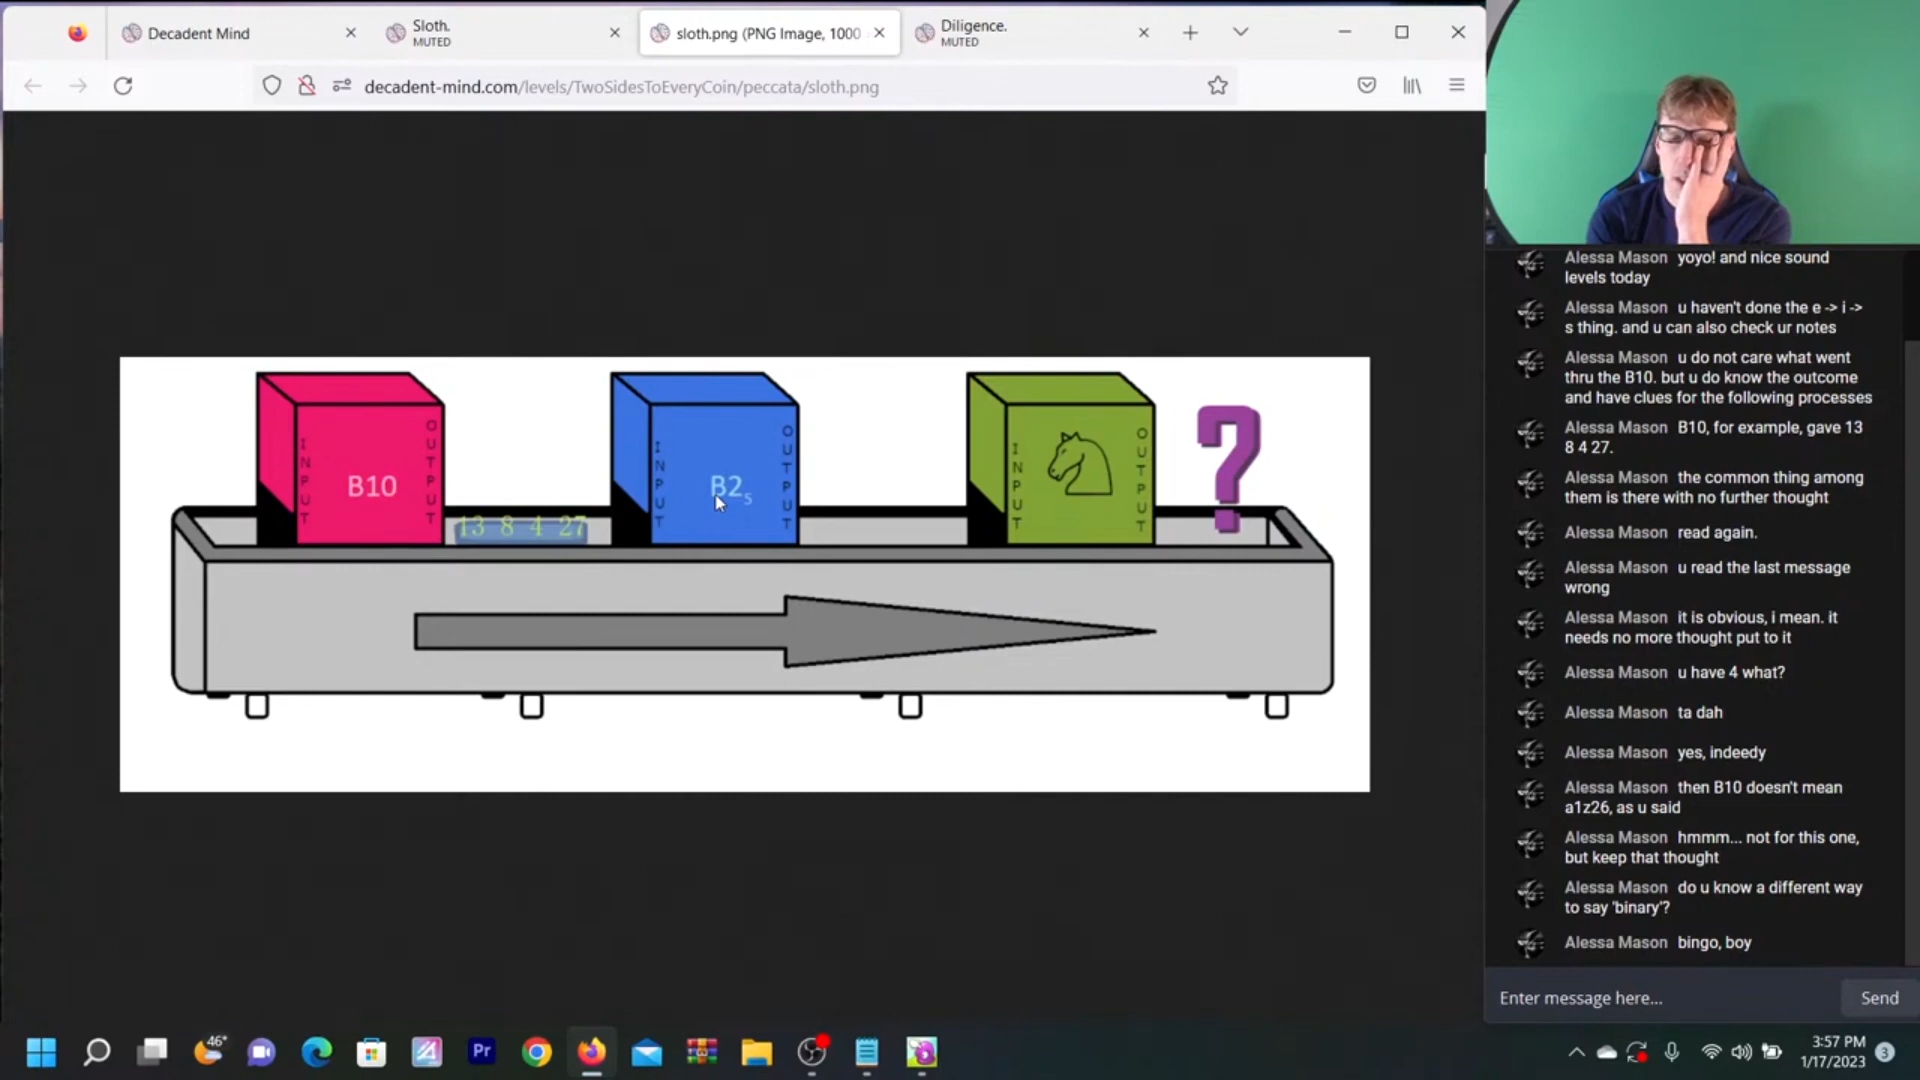 Decadent Mind
Sloth.
MUTED
sloth.png (PNG Image, 1000
Diligence.
MUTED
decadent-mind.com/levels/TwoSidesToEveryCoin/peccata/sloth.png
INPUT
B10
OUTPUT
13 8 4 27
INPUT
B2₅
OUTPUT
INPUT
OUTPUT
?
Alessa Mason yoyo! and nice sound
levels today
Alessa Mason u haven't done the e -> i ->
s thing. and u can also check ur notes
Alessa Mason u do not care what went
thru the B10. but u do know the outcome
and have clues for the following processes
Alessa Mason B10, for example, gave 13
8 4 27.
Alessa Mason the common thing among
them is there with no further thought
Alessa Mason read again.
Alessa Mason u read the last message
wrong
Alessa Mason it is obvious, i mean. it
needs no more thought put to it
Alessa Mason u have 4 what?
Alessa Mason ta dah
Alessa Mason yes, indeedy
Alessa Mason then B10 doesn't mean
a1z26, as u said
Alessa Mason hmmm... not for this one,
but keep that thought
Alessa Mason do u know a different way
to say 'binary'?
Alessa Mason bingo, boy
Enter message here...
Send
46°
Pr
3:57 PM
1/17/2023
3